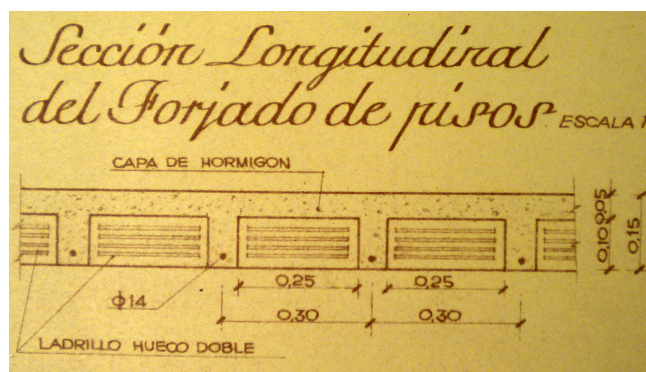 Sección Longitudinal
del Forjado de pisos. ESCALA 1
CAPA DE HORMIGON
0,05
0,10
0,15
0,25
0,25
ϕ14
0,30
0,30
LADRILLO HUECO DOBLE